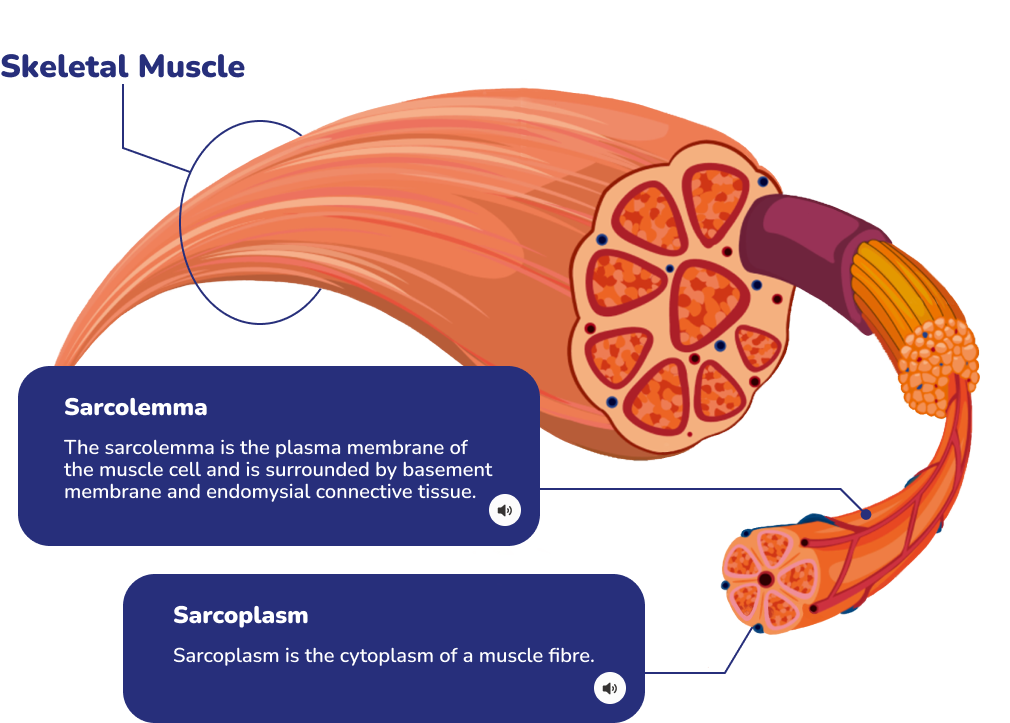 Skeletal Muscle
Sarcolemma
The sarcolemma is the plasma membrane of
the muscle cell and is surrounded by basement
membrane and endomysial connective tissue.
Sarcoplasm
Sarcoplasm is the cytoplasm of a muscle fibre.